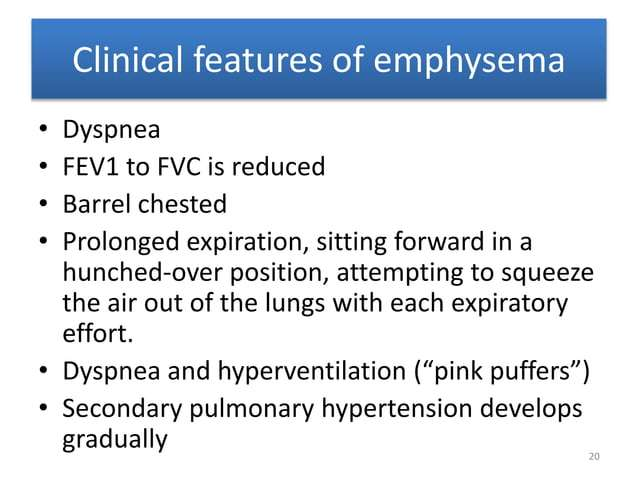 Clinical features of emphysema
• Dyspnea
• FEV1 to FVC is reduced
• Barrel chested
• Prolonged expiration, sitting forward in a
hunched-over position, attempting to squeeze
the air out of the lungs with each expiratory
effort.
• Dyspnea and hyperventilation (“pink puffers”)
• Secondary pulmonary hypertension develops
gradually
20